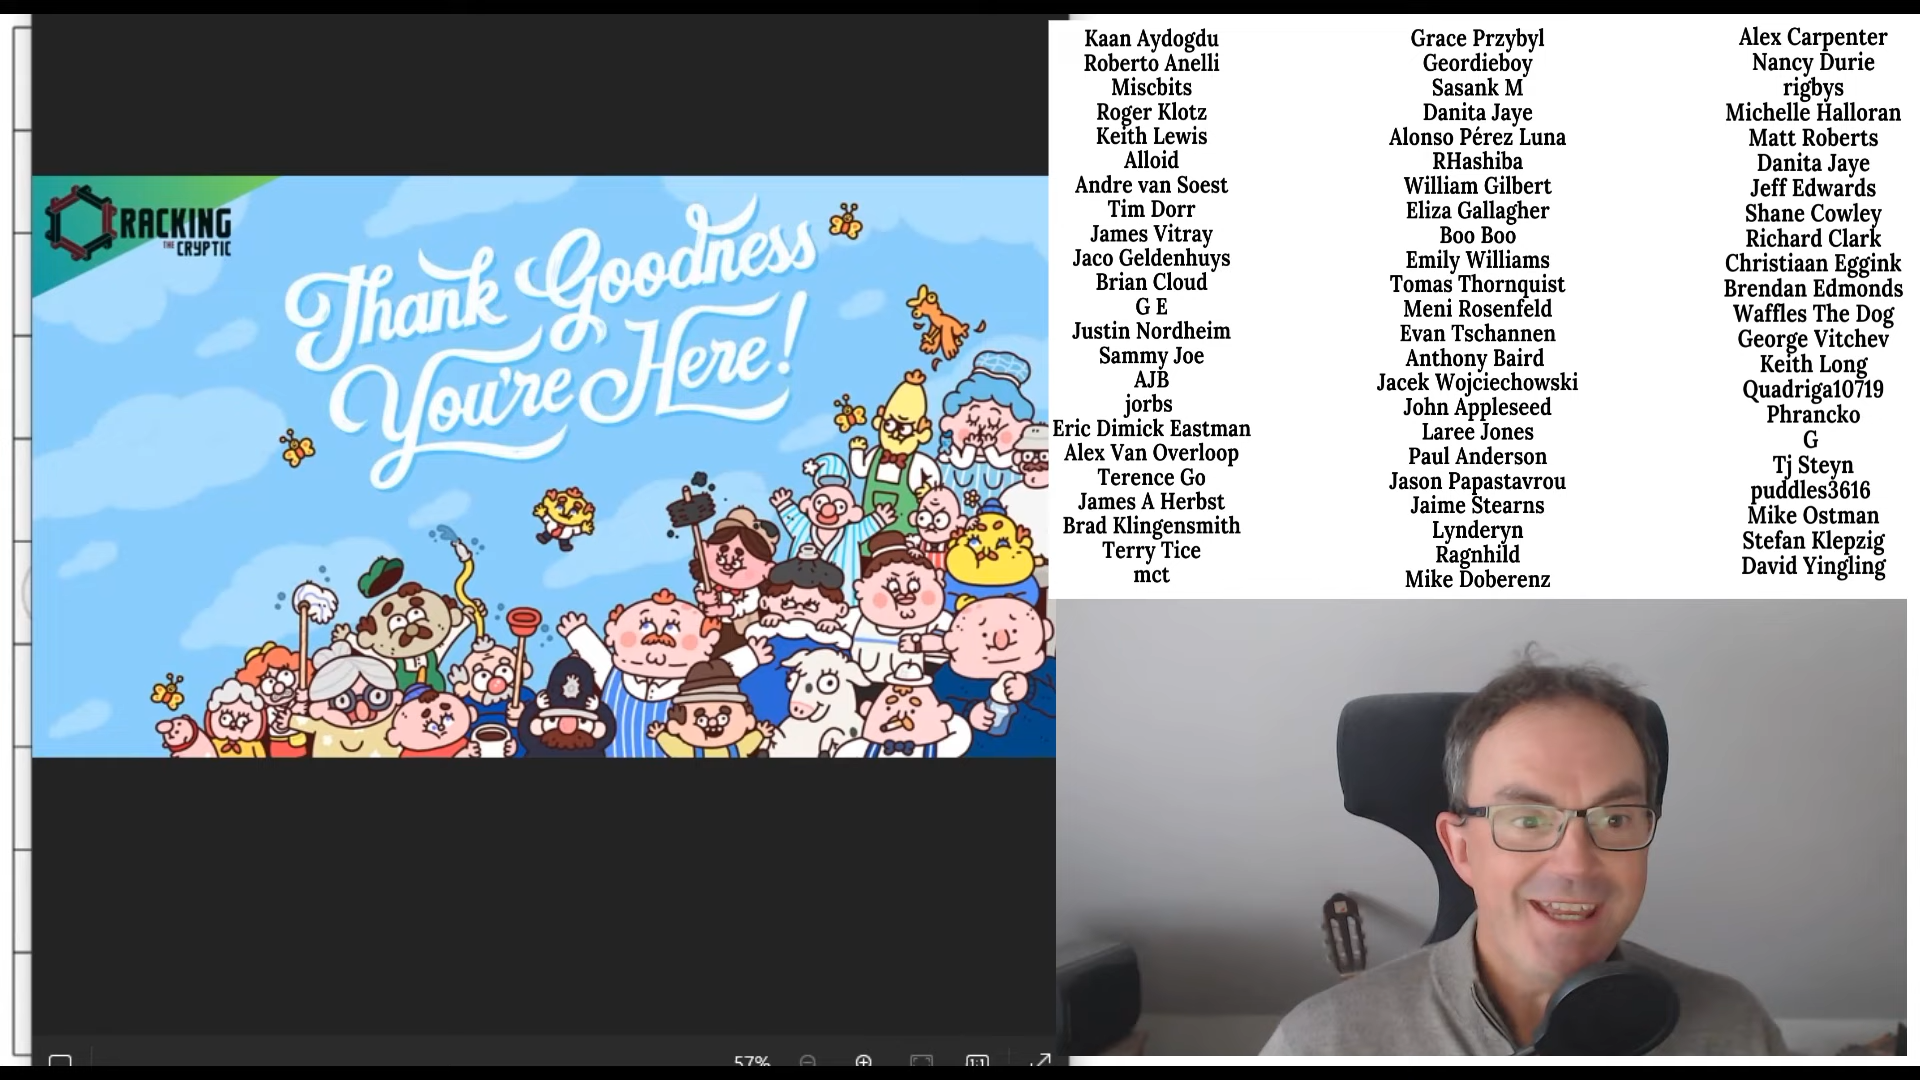 CRACKING
THE CRYPTIC
Thank Goodness
You're Here!
57%
1:1
Kaan Aydogdu
Roberto Anelli
Miscbits
Roger Klotz
Keith Lewis
Alloid
Andre van Soest
Tim Dorr
James Vitray
Jaco Geldenhuys
Brian Cloud
G E
Justin Nordheim
Sammy Joe
AJB
jorbs
Eric Dimick Eastman
Alex Van Overloop
Terence Go
James A Herbst
Brad Klingensmith
Terry Tice
mct
Grace Przybyl
Geordieboy
Sasank M
Danita Jaye
Alonso Pérez Luna
RHashiba
William Gilbert
Eliza Gallagher
Boo Boo
Emily Williams
Tomas Thornquist
Meni Rosenfeld
Evan Tschannen
Anthony Baird
Jacek Wojciechowski
John Appleseed
Laree Jones
Paul Anderson
Jason Papastavrou
Jaime Stearns
Lynderyn
Ragnhild
Mike Doberenz
Alex Carpenter
Nancy Durie
rigbys
Michelle Halloran
Matt Roberts
Danita Jaye
Jeff Edwards
Shane Cowley
Richard Clark
Christiaan Eggink
Brendan Edmonds
Waffles The Dog
George Vitchev
Keith Long
Quadriga10719
Phrancko
G
Tj Steyn
puddles3616
Mike Ostman
Stefan Klepzig
David Yingling